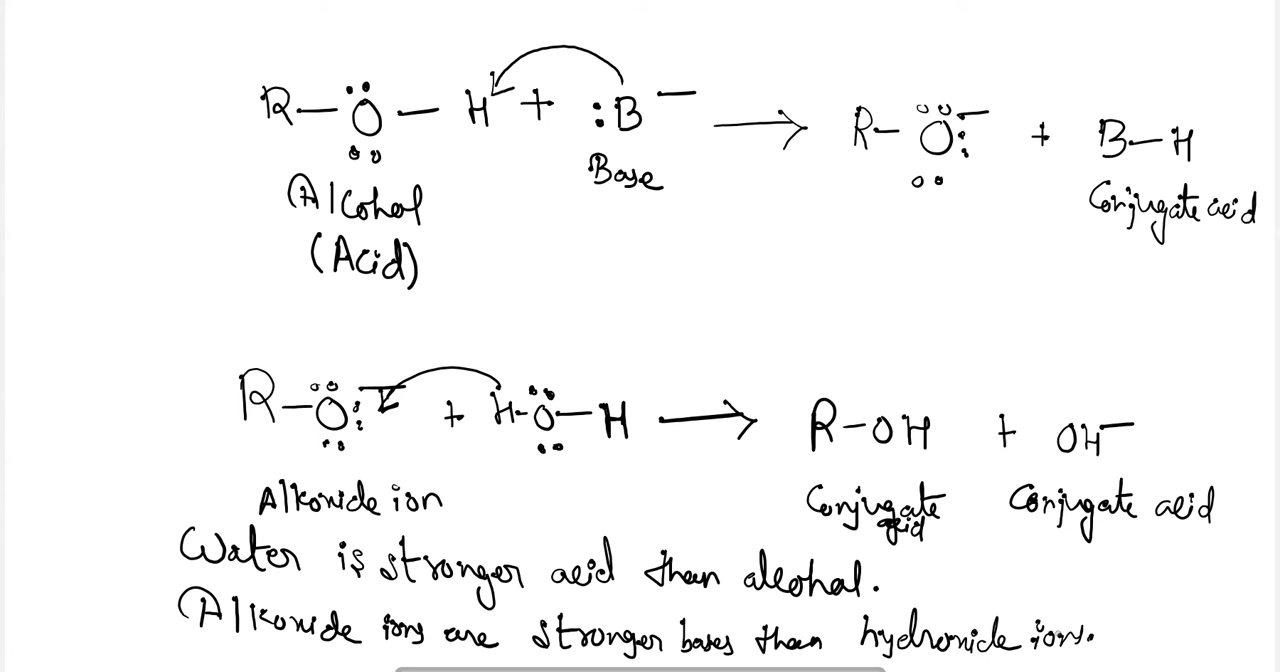 R-Ö-H + :B⁻ → R-Ö:⁻ + B-H
Base
Conjugate acid
Alcohol
(Acid)
R-Ö:⁻ + H-Ö-H → R-OH + OH⁻
Alkoxide ion
Conjugate acid
Conjugate acid
Water is stronger acid than alcohol.
Alkoxide ions are stronger bases than hydroxide ions.